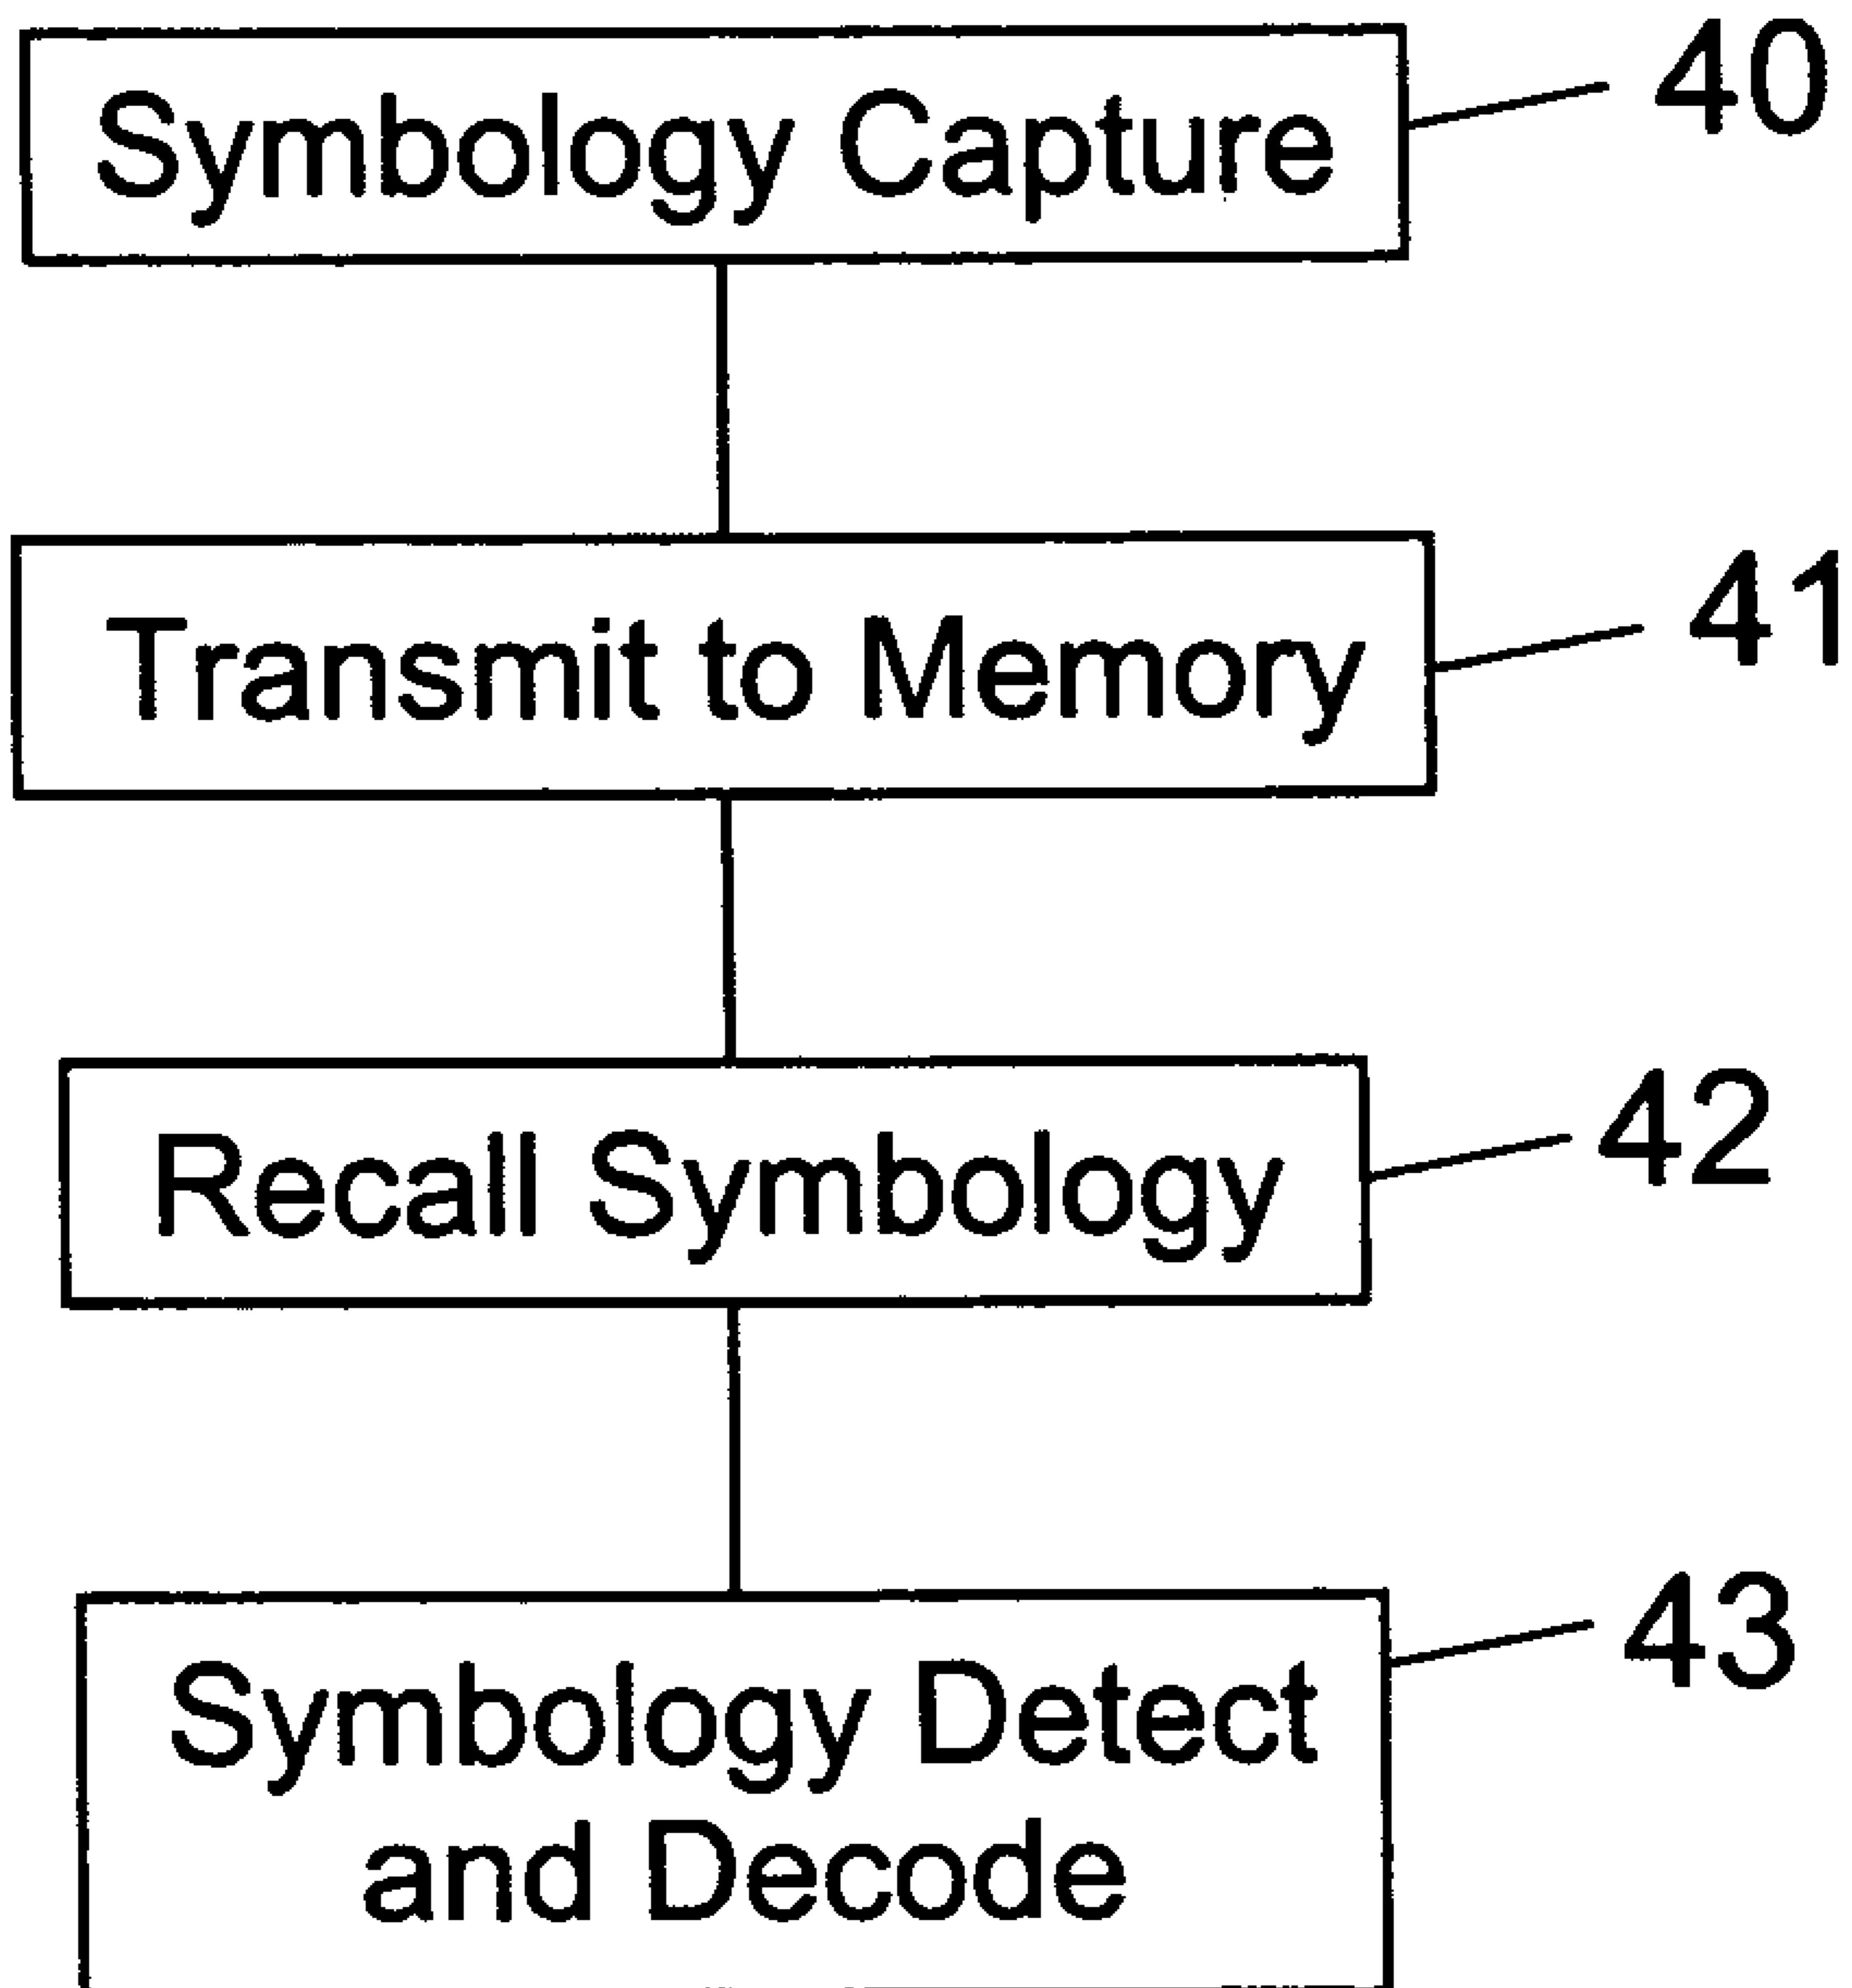 Symbology Capture
40
Transmit to Memory
41
Recall Symbology
42
Symbology Detect
and Decode
43